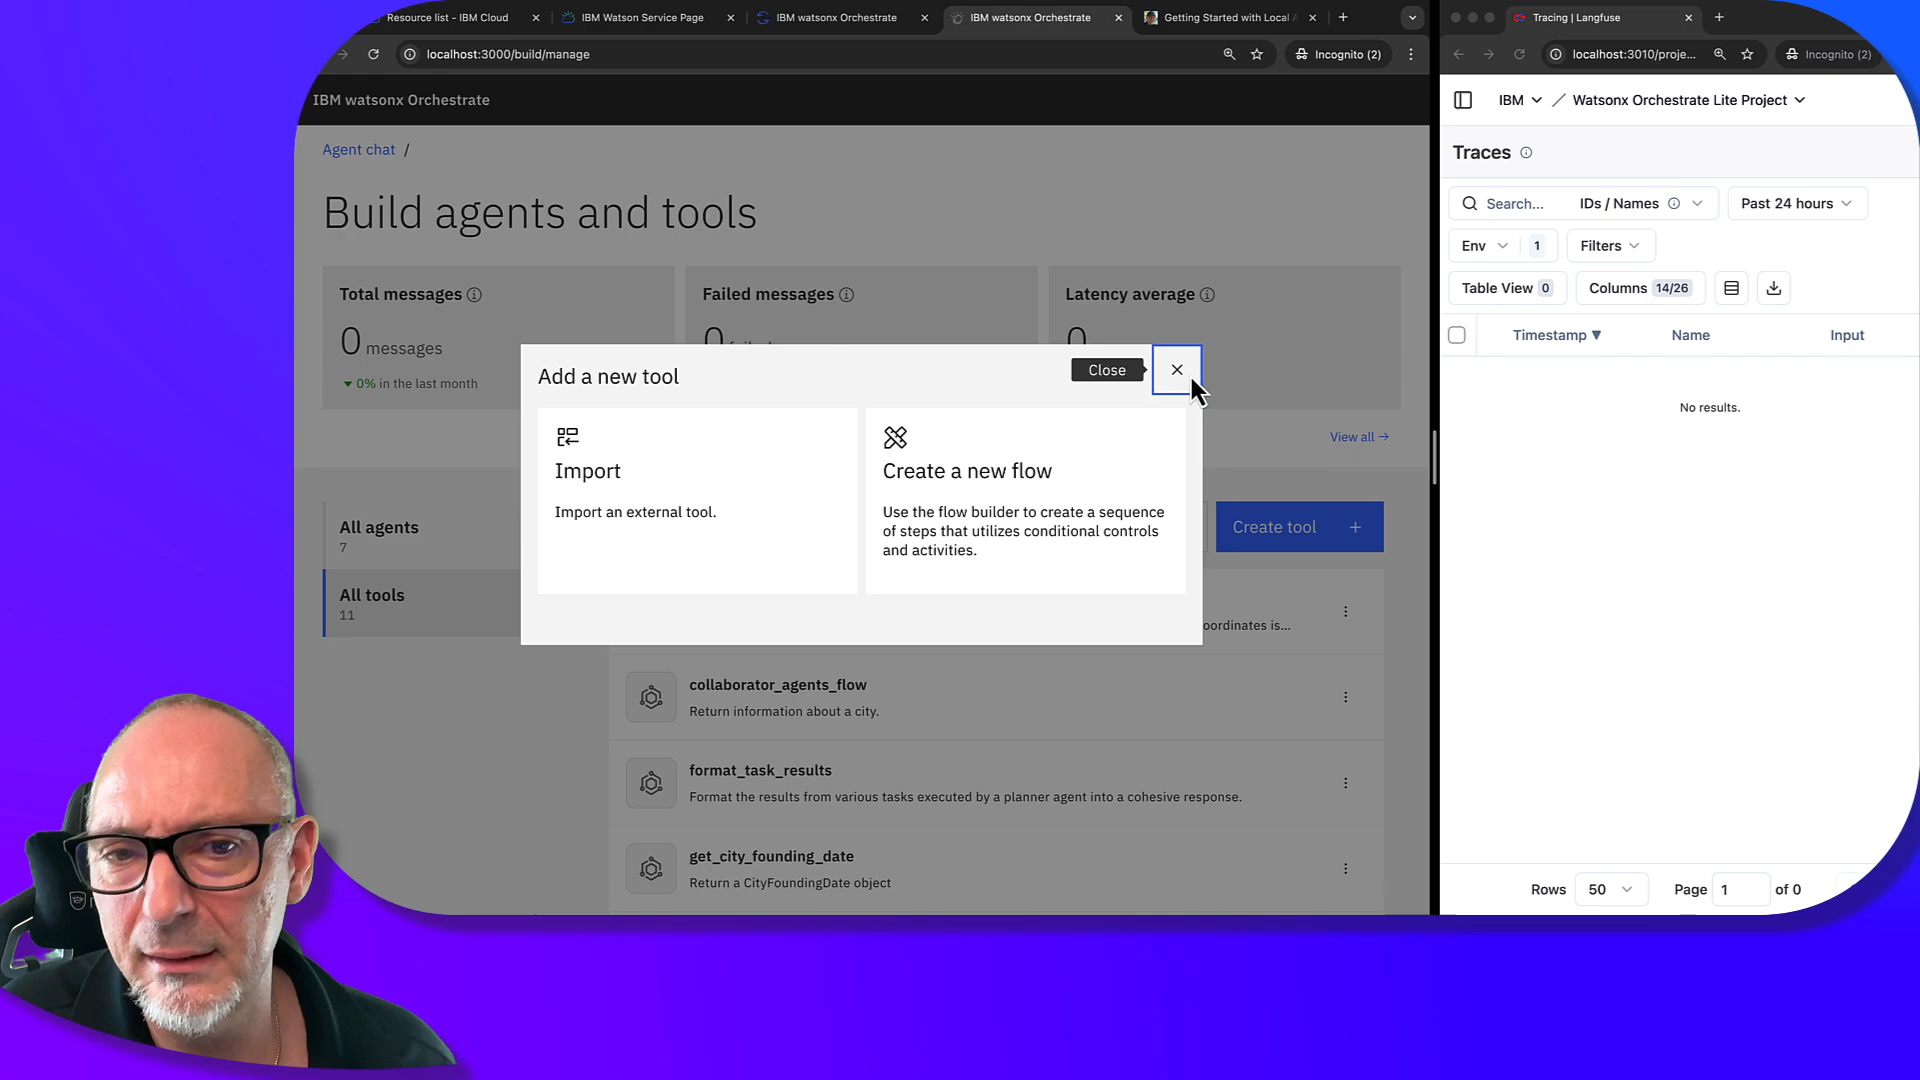 Resource list - IBM Cloud
IBM Watson Service Page
IBM watsonx Orchestrate
IBM watsonx Orchestrate
Getting Started with Local
Tracing | Langfuse
localhost:3000/build/manage
Incognito (2)
localhost:3010/proje...
Incognito (2)
IBM watsonx Orchestrate
IBM / Watsonx Orchestrate Lite Project
Agent chat /
Traces
Build agents and tools
Search...
IDs / Names
Past 24 hours
Env
1
Filters
Total messages
Failed messages
Latency average
Table View 0
Columns 14/26
0 messages
0
0
Timestamp ▼
Name
Input
0% in the last month
No results.
Add a new tool
Close
View all →
Import
Import an external tool.
Create a new flow
Use the flow builder to create a sequence
of steps that utilizes conditional controls
and activities.
All agents
7
All tools
11
Create tool +
oordinates is...
collaborator_agents_flow
Return information about a city.
format_task_results
Format the results from various tasks executed by a planner agent into a cohesive response.
get_city_founding_date
Return a CityFoundingDate object
Rows 50
Page 1 of 0